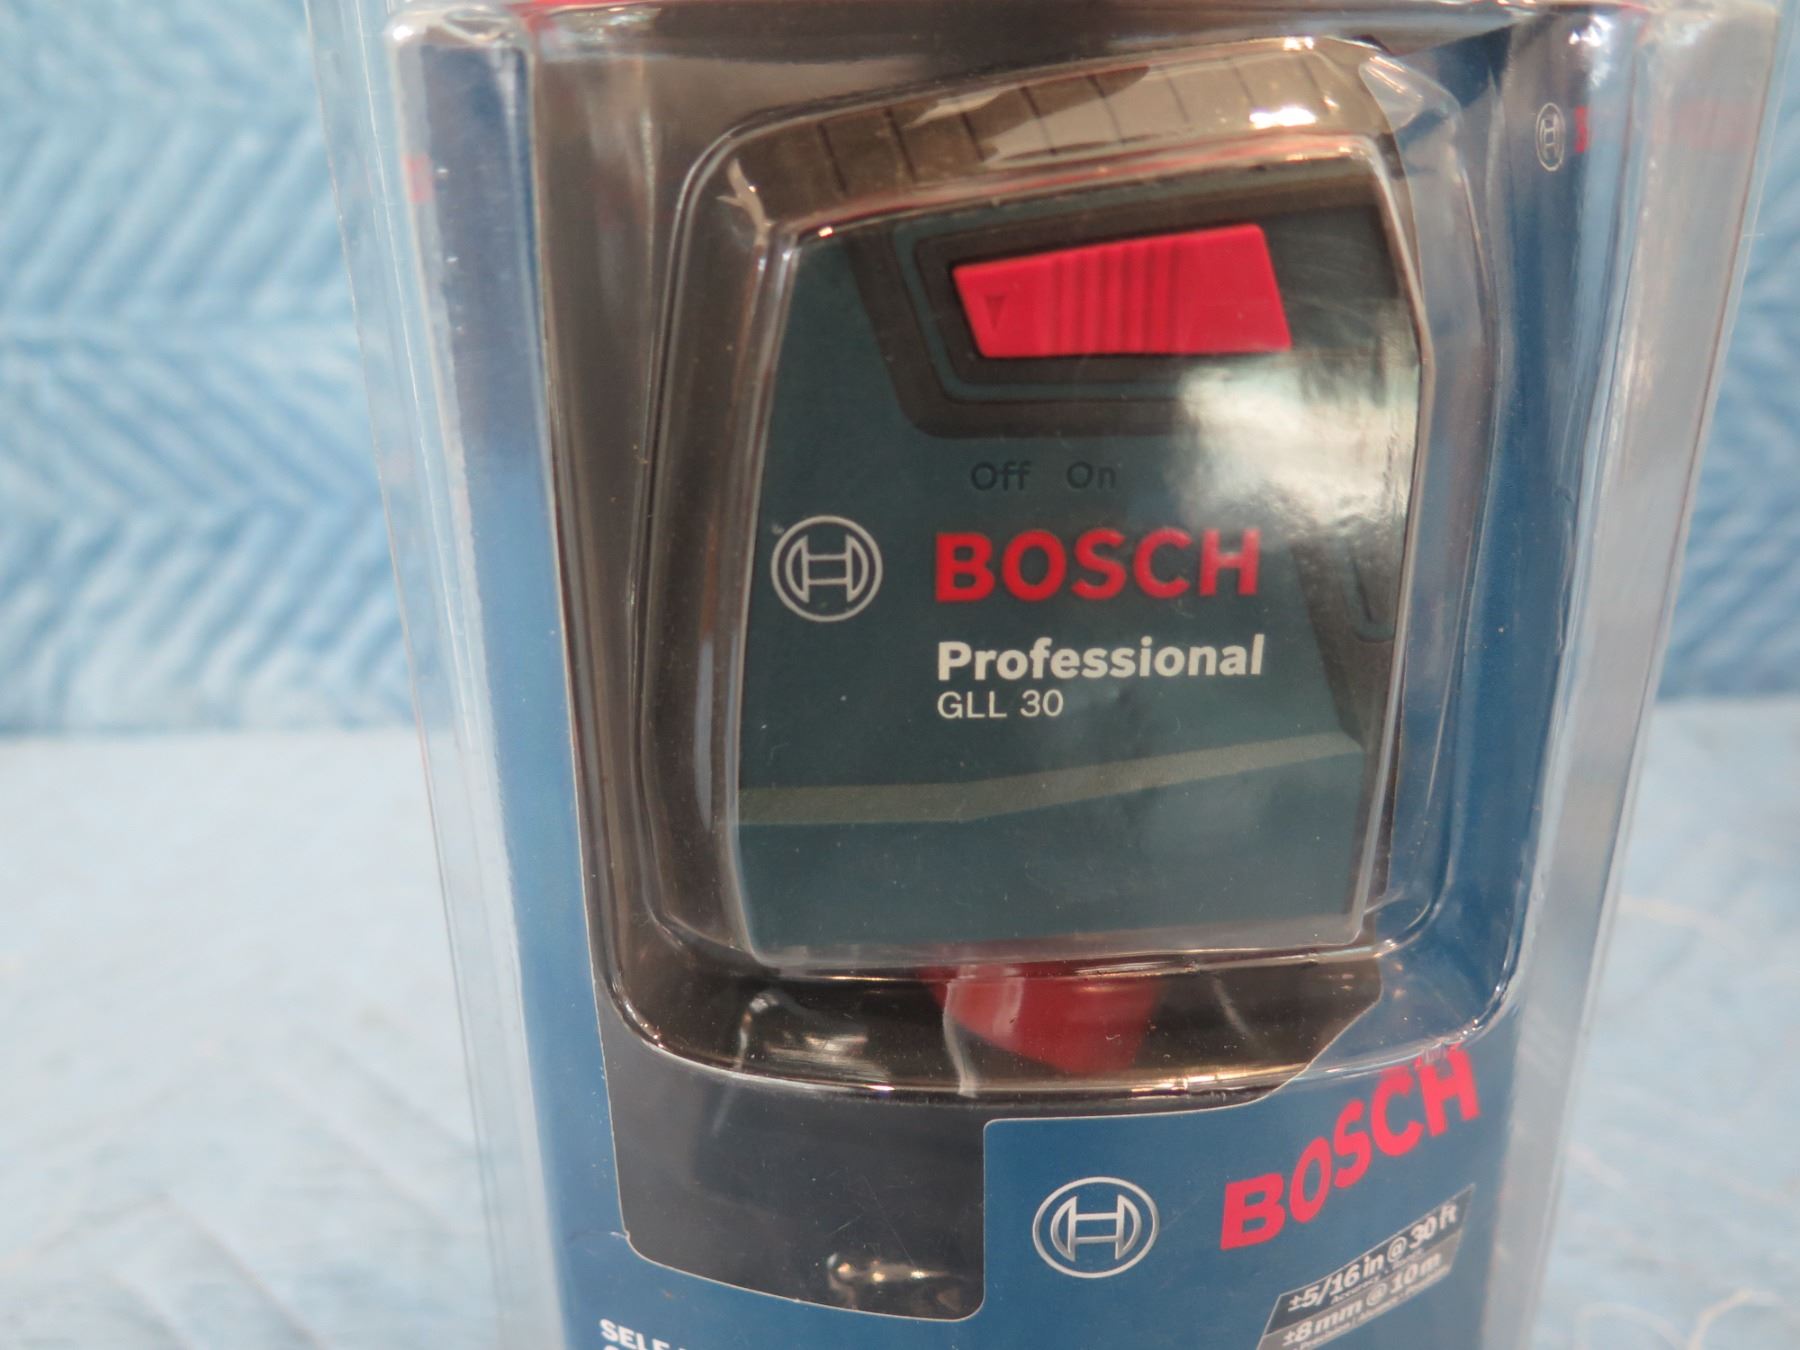 Off On
BOSCH
Professional
GLL 30
BOSCH
±5/16 in @ 30 ft
±8 mm @ 10 m